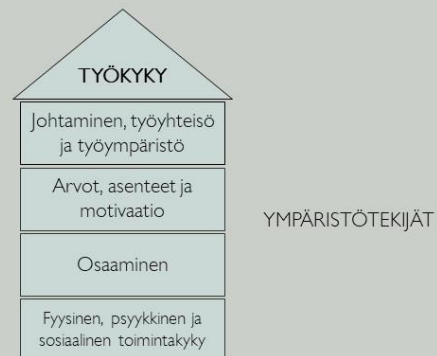 TYÖKYKY
Johtaminen, työyhteisö
ja työympäristö
Arvot, asenteet ja
motivaatio
YMPÄRISTÖTEKIJÄT
Osaaminen
Fyysinen, psyykkinen ja
sosiaalinen toimintakyky